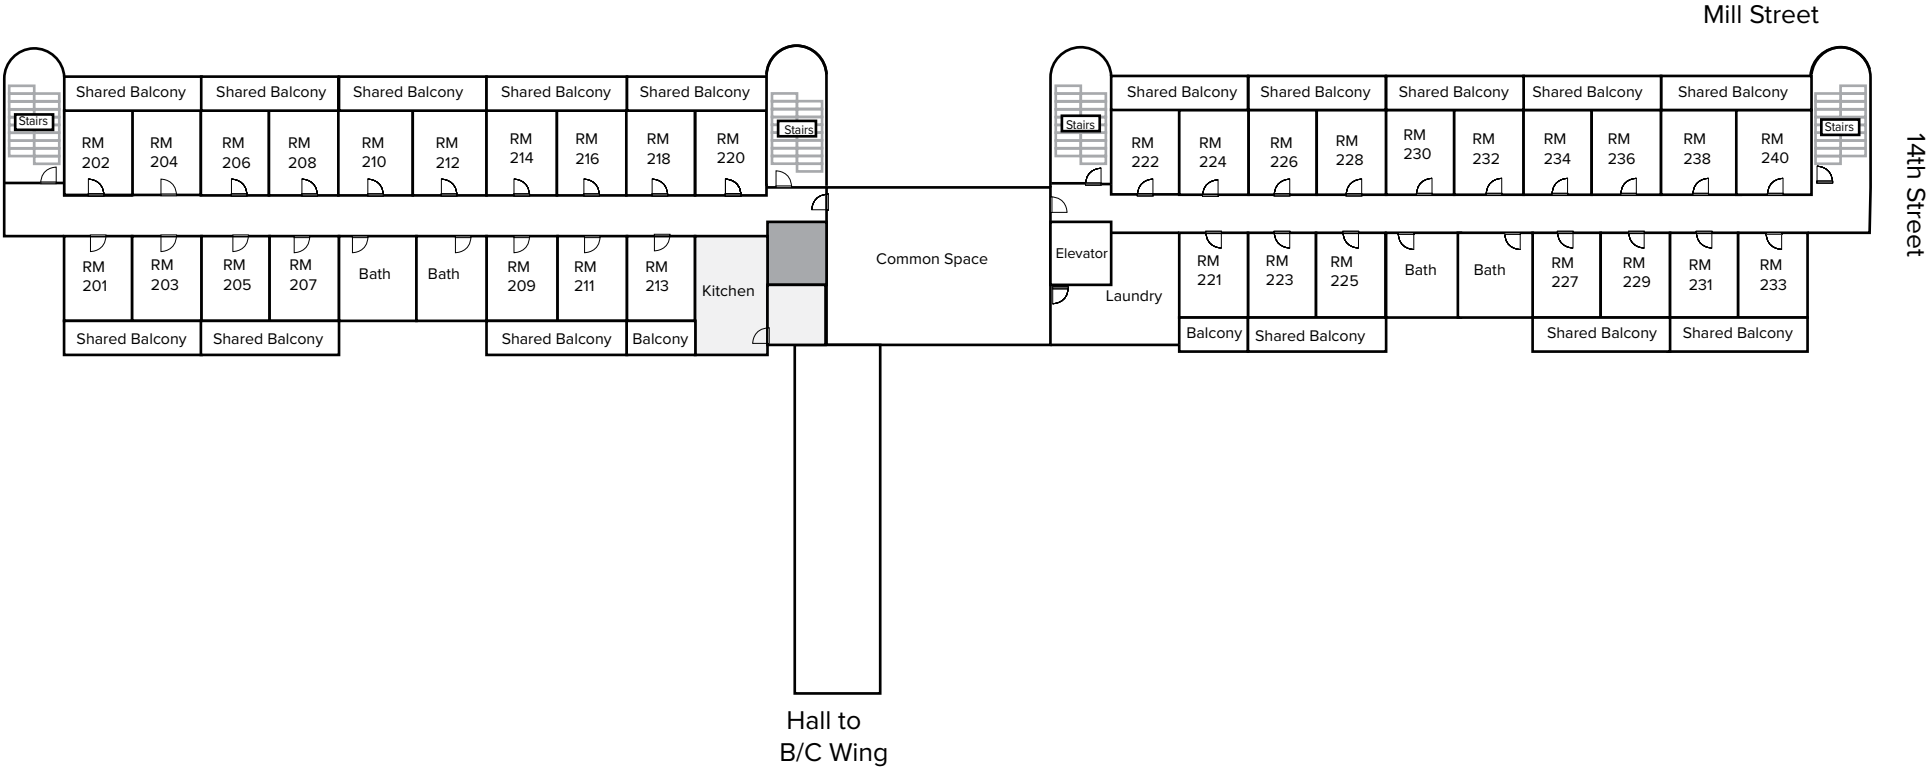 Mill Street
14th Street
Shared Balcony
Shared Balcony
Shared Balcony
Shared Balcony
Shared Balcony
Shared Balcony
Shared Balcony
Shared Balcony
Shared Balcony
Shared Balcony
Stairs
Stairs
Stairs
Stairs
RM
202
RM
204
RM
206
RM
208
RM
210
RM
212
RM
214
RM
216
RM
218
RM
220
RM
222
RM
224
RM
226
RM
228
RM
230
RM
232
RM
234
RM
236
RM
238
RM
240
RM
201
RM
203
RM
205
RM
207
Bath
Bath
RM
209
RM
211
RM
213
Kitchen
Common Space
Elevator
Laundry
RM
221
RM
223
RM
225
Bath
Bath
RM
227
RM
229
RM
231
RM
233
Shared Balcony
Shared Balcony
Shared Balcony
Balcony
Balcony
Shared Balcony
Shared Balcony
Shared Balcony
Hall to
B/C Wing